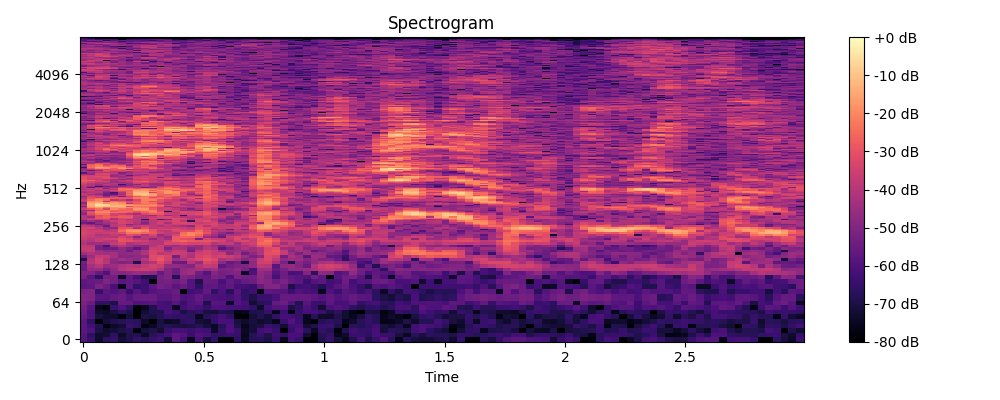 Spectrogram
+0 dB
4096
-10 dB
2048
-20 dB
1024
-30 dB
Hz
512
-40 dB
256
-50 dB
128
-60 dB
64
-70 dB
0
-80 dB
0 0.5 1 1.5 2 2.5
Time